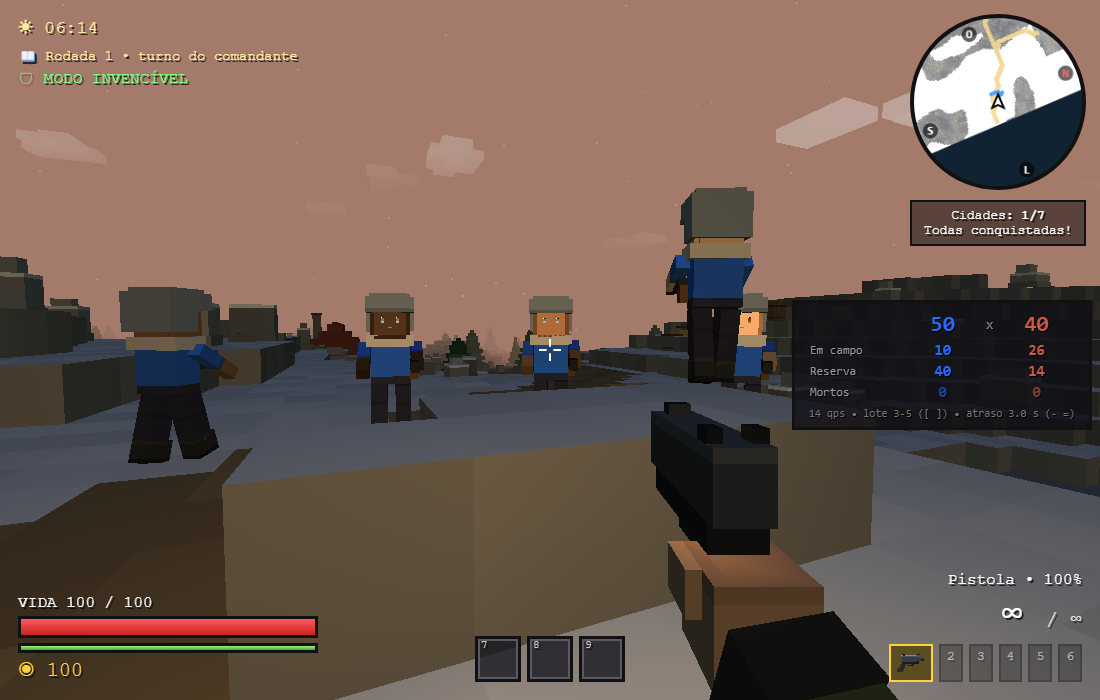 06:14
Rodada 1 • turno do comandante
MODO INVENCÍVEL
O
N
S
L
Cidades: 1/7
Todas conquistadas!
50 x 40
Em campo 10 26
Reserva 40 14
Mortos 0 0
14 qps • lote 3-5 ([ ]) • atraso 3.0 s (- =)
Pistola • 100%
∞ / ∞
VIDA 100 / 100
100
7 8 9
2 3 4 5 6